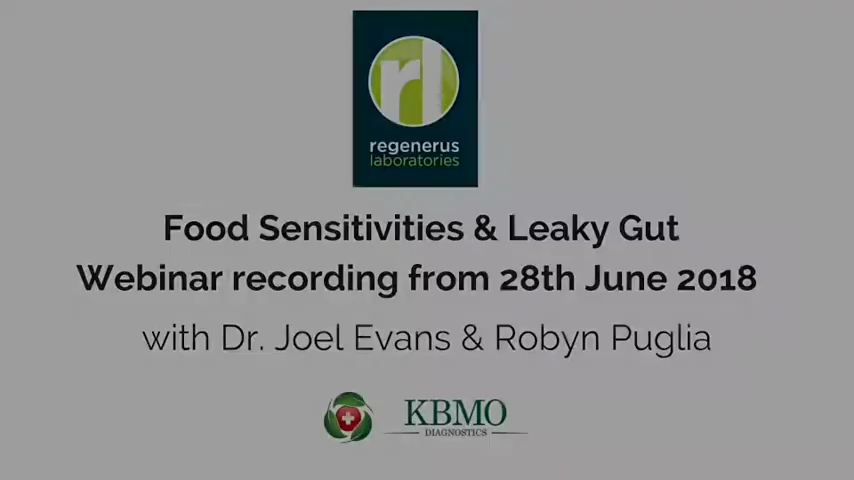 rl
regenerus
laboratories
Food Sensitivities & Leaky Gut
Webinar recording from 28th June 2018
with Dr. Joel Evans & Robyn Puglia
KBMO
DIAGNOSTICS